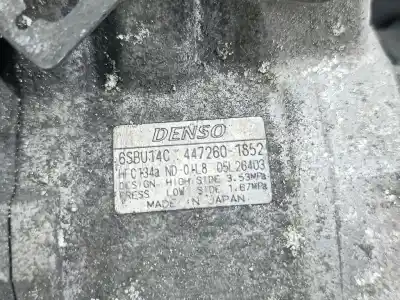 DENSO
6SBU14C 447260-1852
HFC134a ND-OIL8 D5L26403
DESIGN HIGH SIDE 3.53MPa
PRESS LOW SIDE 1.67MPa
MADE IN JAPAN